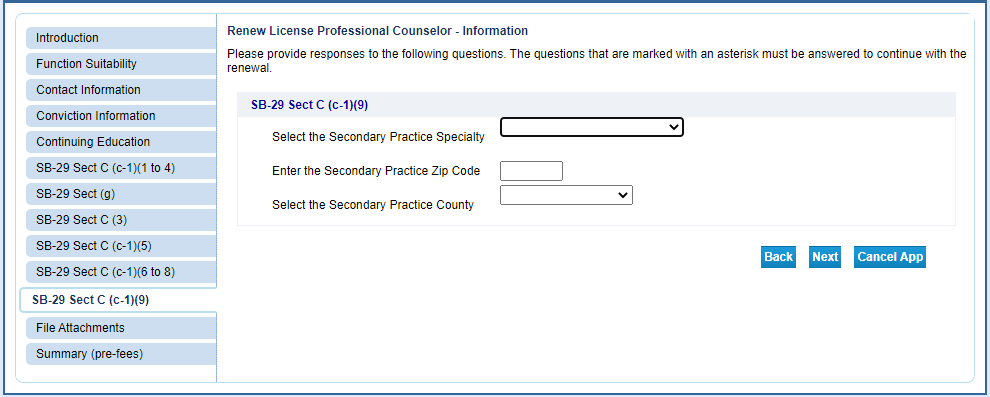 Renew License Professional Counselor - Information
Please provide responses to the following questions. The questions that are marked with an asterisk must be answered to continue with the
renewal.
Introduction
Function Suitability
Contact Information
Conviction Information
Continuing Education
SB-29 Sect C (c-1)(1 to 4)
SB-29 Sect (g)
SB-29 Sect C (3)
SB-29 Sect C (c-1)(5)
SB-29 Sect C (c-1)(6 to 8)
SB-29 Sect C (c-1)(9)
File Attachments
Summary (pre-fees)
SB-29 Sect C (c-1)(9)
Select the Secondary Practice Specialty
Enter the Secondary Practice Zip Code
Select the Secondary Practice County
Back Next Cancel App